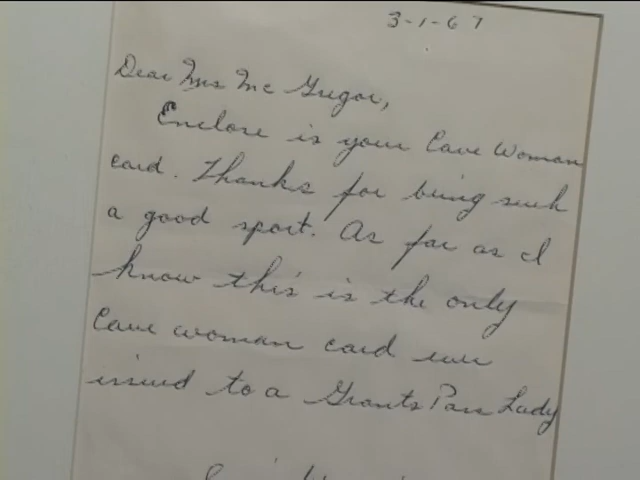 3-1-67
Dear Mrs Mc Gregor,
Enclose is your Cave Woman
card. Thanks for being such
a good sport. As far as I
know this is the only
Cave woman card ever
issued to a Grants Pass Lady